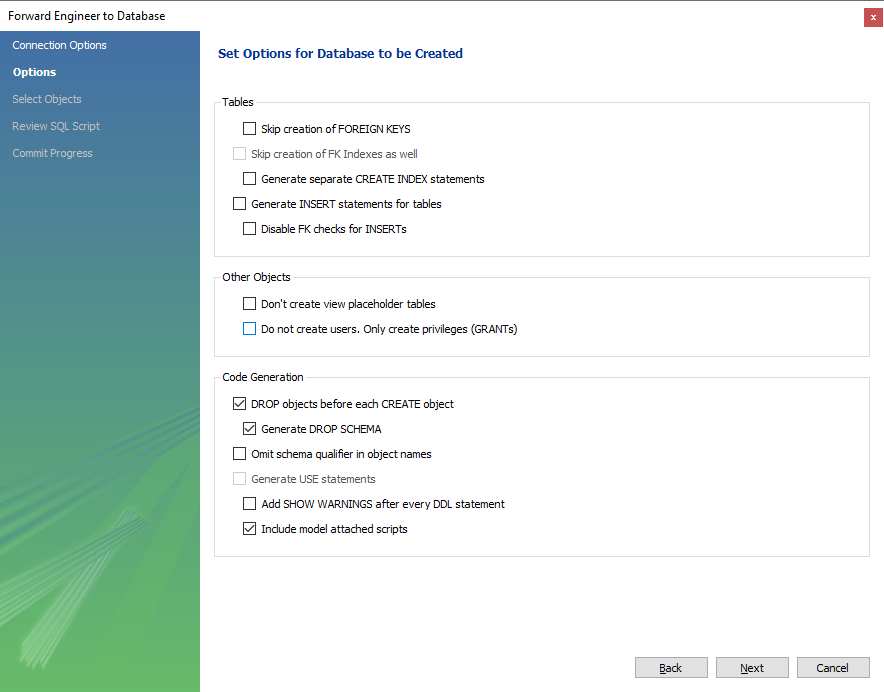 Forward Engineer to Database
x
Connection Options
Options
Select Objects
Review SQL Script
Commit Progress
Set Options for Database to be Created
Tables
Skip creation of FOREIGN KEYS
Skip creation of FK Indexes as well
Generate separate CREATE INDEX statements
Generate INSERT statements for tables
Disable FK checks for INSERTs
Other Objects
Don't create view placeholder tables
Do not create users. Only create privileges (GRANTs)
Code Generation
DROP objects before each CREATE object
Generate DROP SCHEMA
Omit schema qualifier in object names
Generate USE statements
Add SHOW WARNINGS after every DDL statement
Include model attached scripts
Back
Next
Cancel